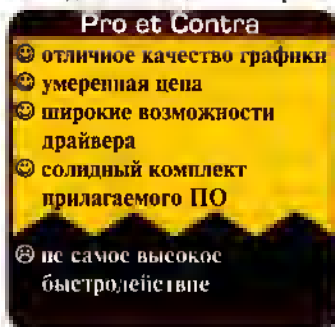 Pro et Contra
отличное качество графики
умеренная цена
широкие возможности
драйвера
солидный комплект
прилагаемого ПО
не самое высокое
быстродействие